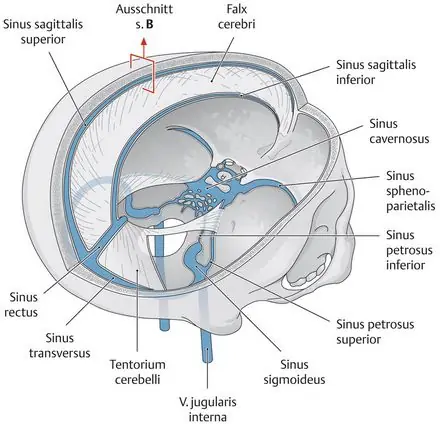 Sinus sagittalis
superior
Ausschnitt
s. B
Falx
cerebri
Sinus sagittalis
inferior
Sinus
cavernosus
Sinus
spheno-
parietalis
Sinus
petrosus
inferior
Sinus petrosus
superior
Sinus
sigmoideus
V. jugularis
interna
Tentorium
cerebelli
Sinus
transversus
Sinus
rectus